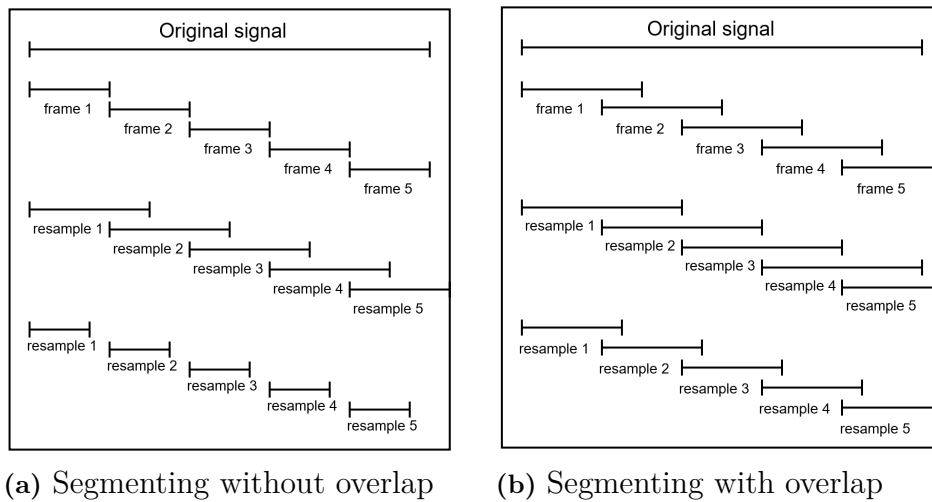 Original signal
frame 1
frame 2
frame 3
frame 4
frame 5
resample 1
resample 2
resample 3
resample 4
resample 5
resample 1
resample 2
resample 3
resample 4
resample 5
(a) Segmenting without overlap
Original signal
frame 1
frame 2
frame 3
frame 4
frame 5
resample 1
resample 2
resample 3
resample 4
resample 5
resample 1
resample 2
resample 3
resample 4
resample 5
(b) Segmenting with overlap